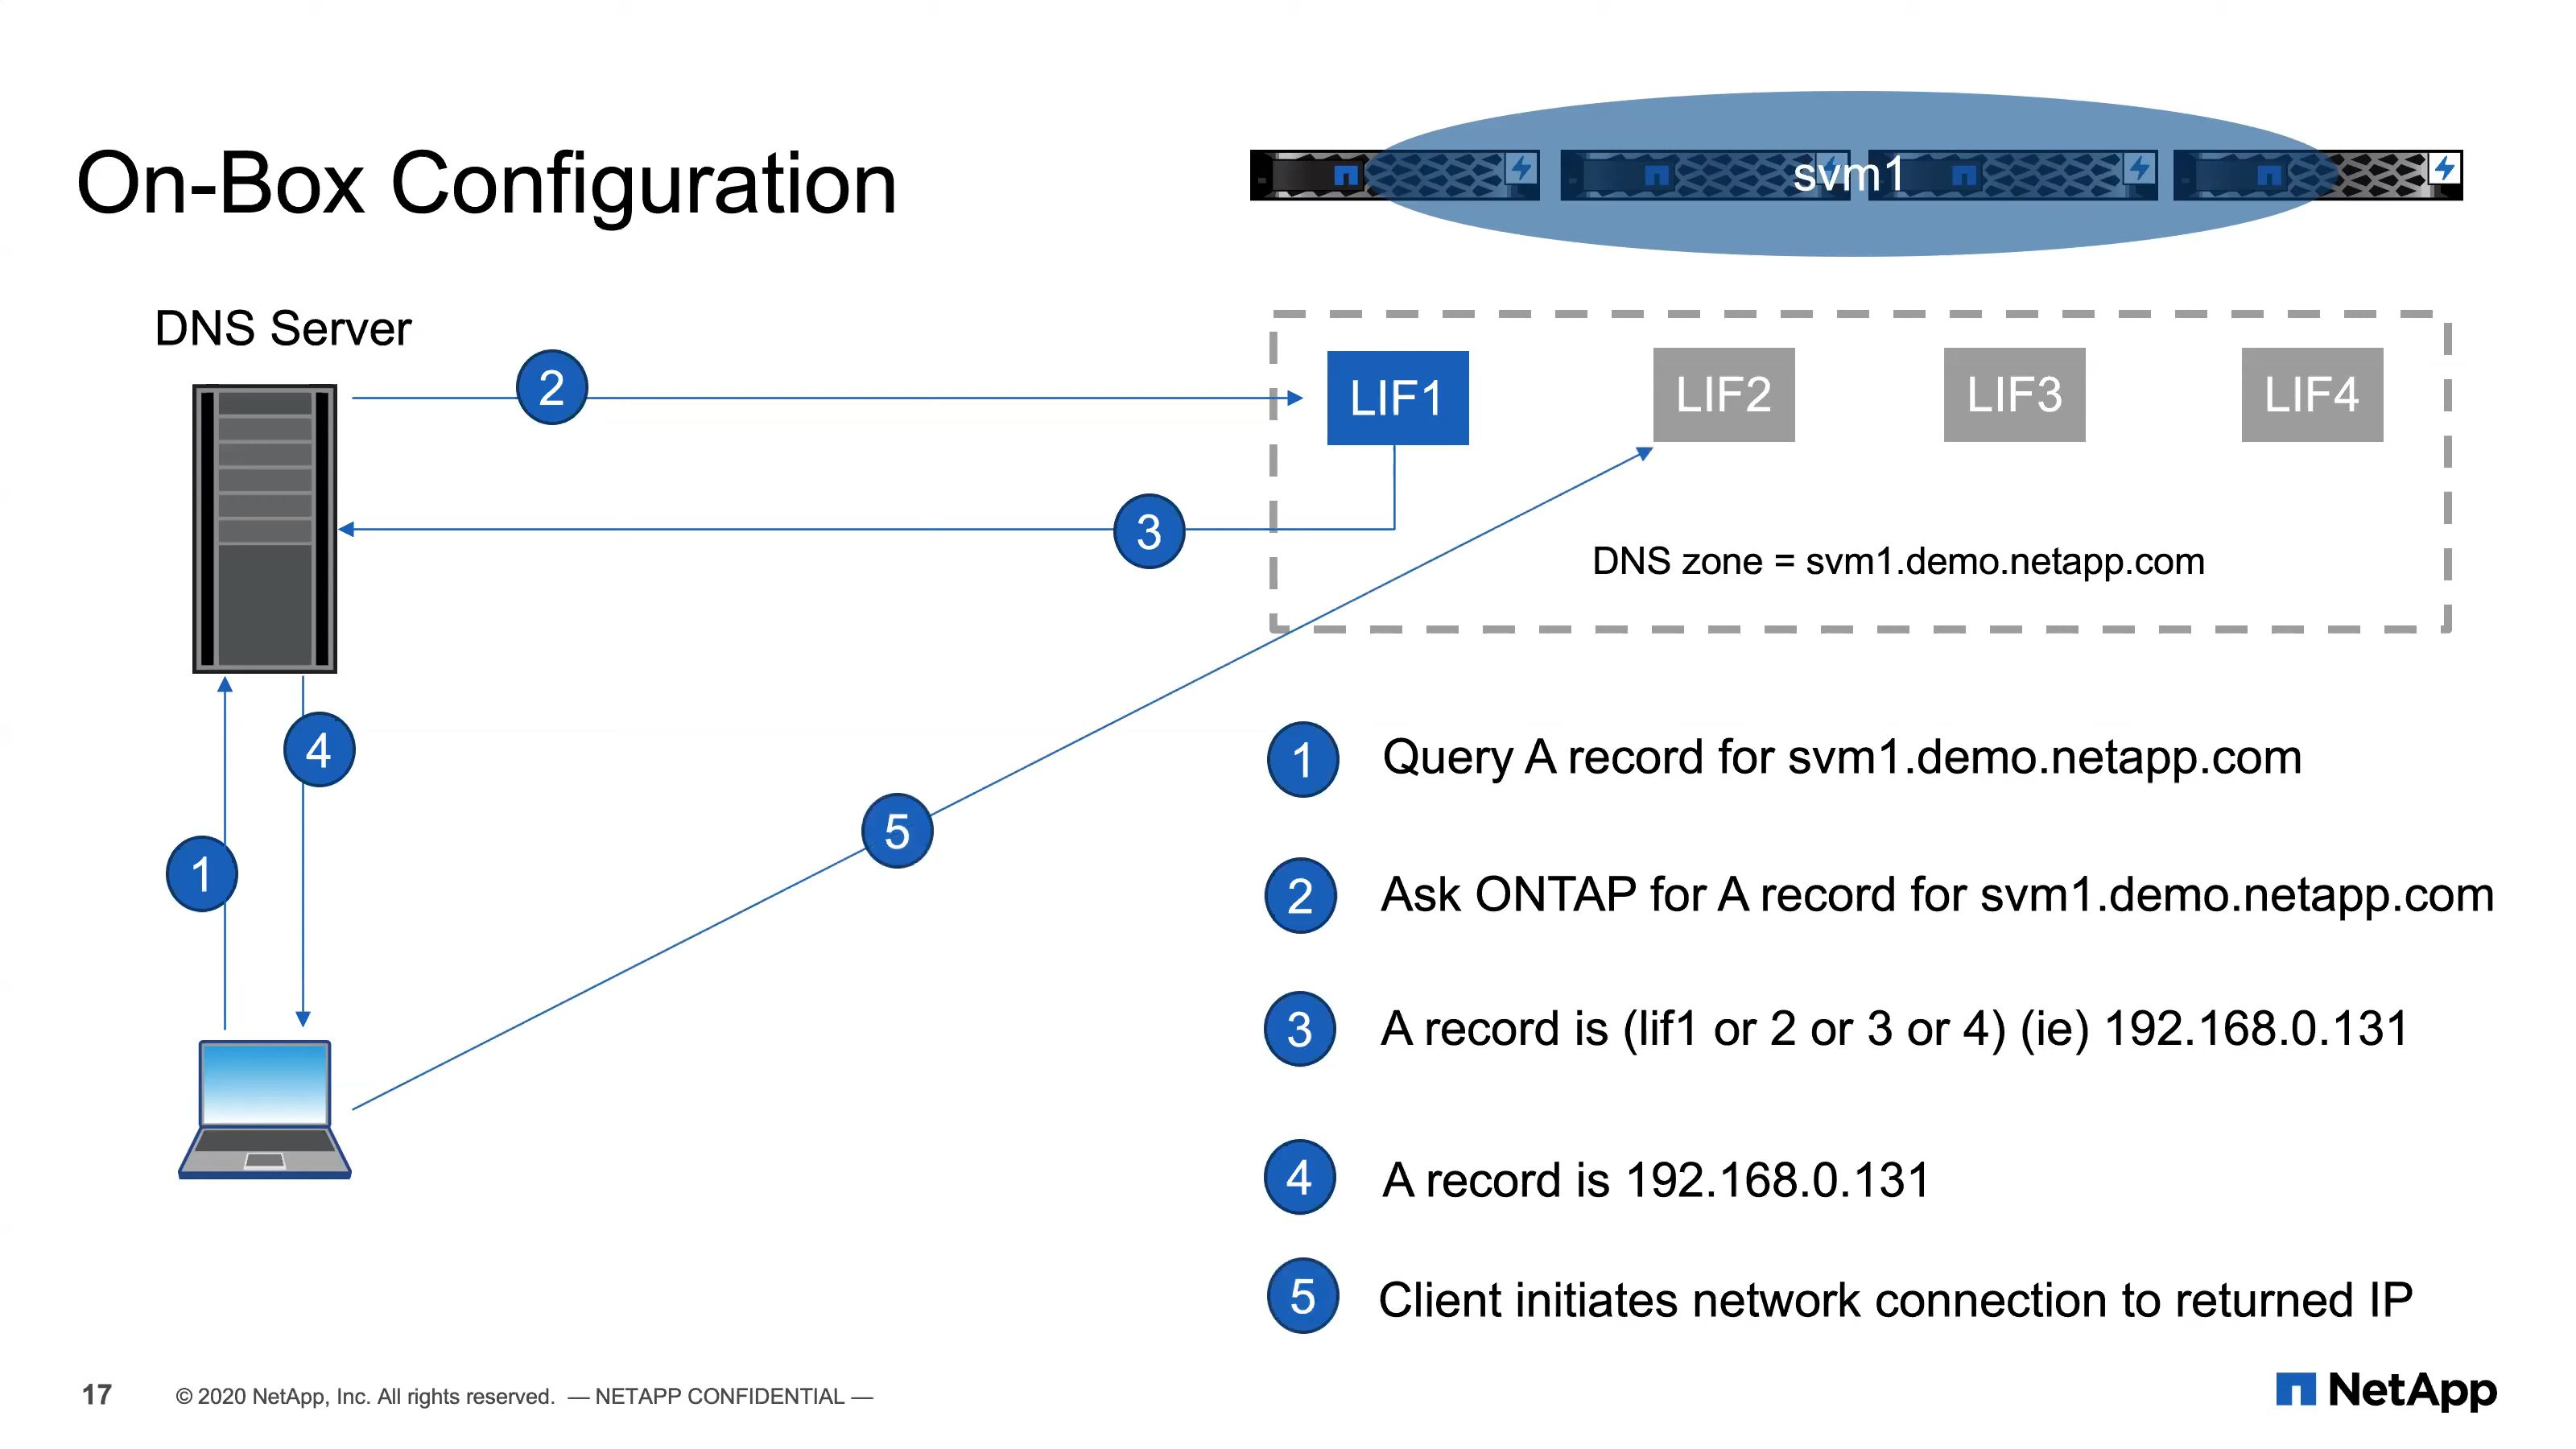 On-Box Configuration
svm1
DNS Server
2
LIF1
LIF2
LIF3
LIF4
3
DNS zone = svm1.demo.netapp.com
4
1
5
1 Query A record for svm1.demo.netapp.com
2 Ask ONTAP for A record for svm1.demo.netapp.com
3 A record is (lif1 or 2 or 3 or 4) (ie) 192.168.0.131
4 A record is 192.168.0.131
5 Client initiates network connection to returned IP
17 © 2020 NetApp, Inc. All rights reserved. — NETAPP CONFIDENTIAL —
NetApp